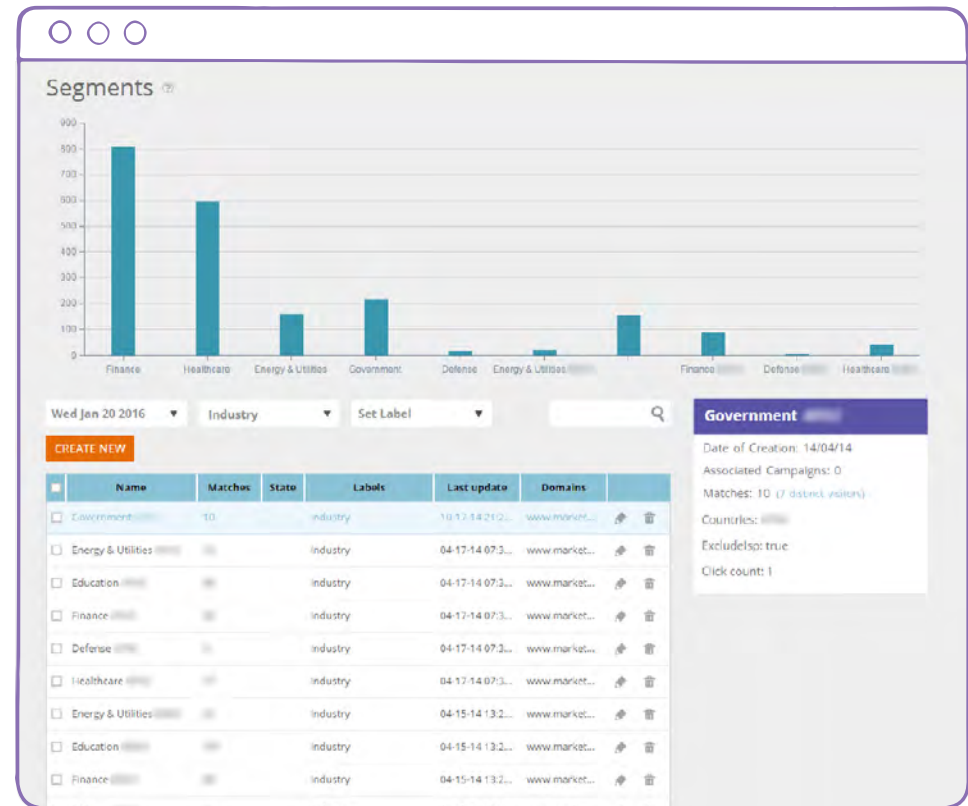 Segments
900
800
700
600
500
400
300
200
100
0
Finance Healthcare Energy & Utilities Government Defense Energy & Utilities Finance Defense Healthcare
Wed Jan 20 2016 Industry Set Label
CREATE NEW
Name Matches State Labels Last update Domains
Government 10 Industry 10-17-14 21:2... www.market...
Energy & Utilities Industry 04-17-14 07:3... www.market...
Education Industry 04-17-14 07:3... www.market...
Finance Industry 04-17-14 07:3... www.market...
Defense Industry 04-17-14 07:3... www.market...
Healthcare Industry 04-17-14 07:3... www.market...
Energy & Utilities Industry 04-15-14 13:2... www.market...
Education Industry 04-15-14 13:2... www.market...
Finance Industry 04-15-14 13:2... www.market...
Government
Date of Creation: 14/04/14
Associated Campaigns: 0
Matches: 10 (7 distinct visitors)
Countries:
ExcludeIsp: true
Click count: 1